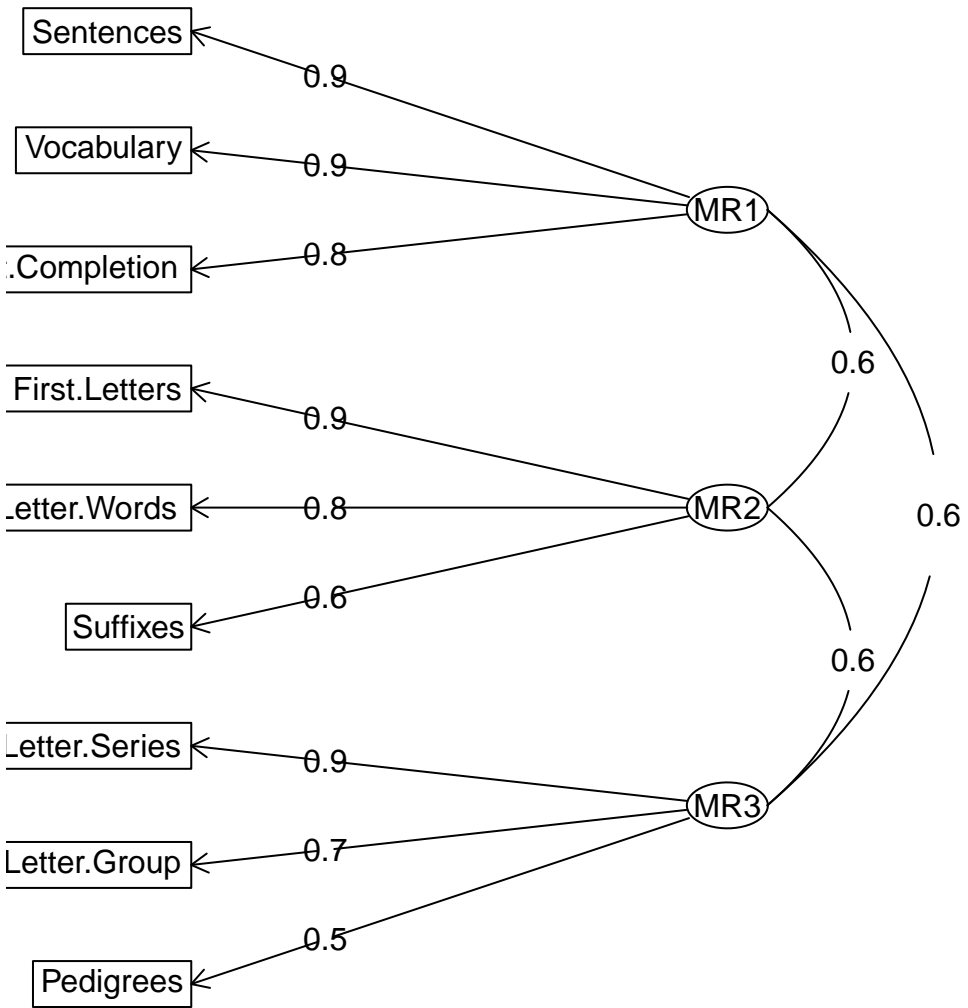 Sentences
0.9
Vocabulary
0.9
MR1
.Completion
0.8
0.6
First.Letters
0.9
Letter.Words
0.8
MR2
0.6
Suffixes
0.6
0.6
Letter.Series
0.9
MR3
Letter.Group
0.7
Pedigrees
0.5